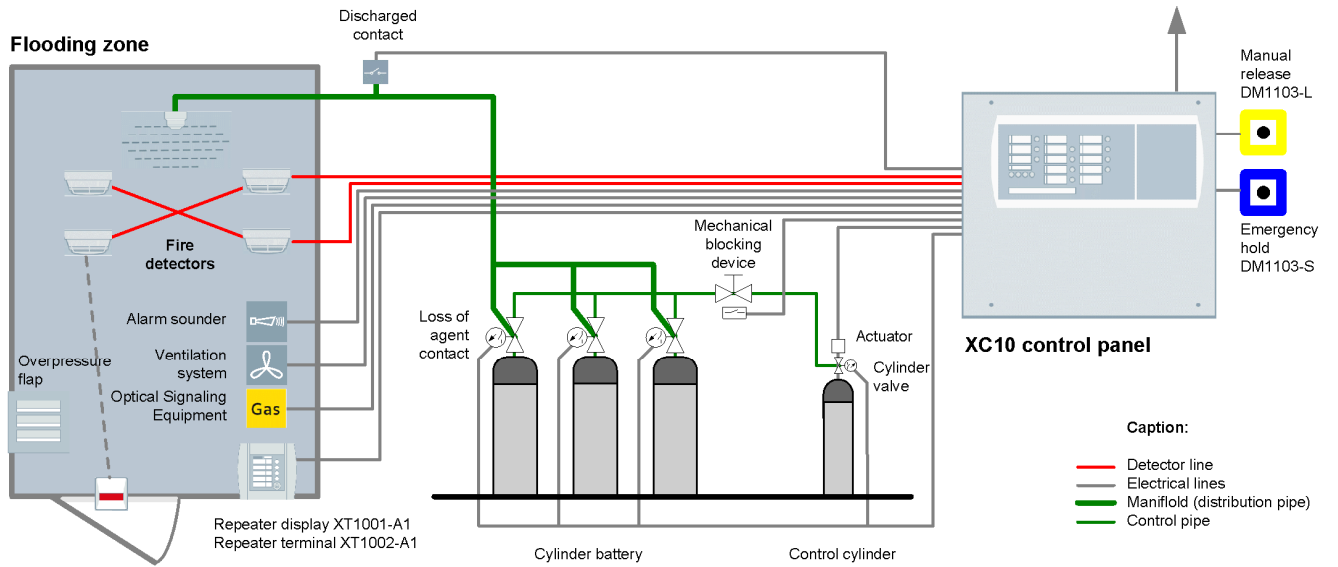 Discharged
contact
Flooding zone
Manual
release
DM1103-L
Emergency
hold
DM1103-S
Fire
detectors
Mechanical
blocking
device
Alarm sounder
Ventilation
system
Overpressure
flap
Optical Signaling
Equipment
Gas
Loss of
agent
contact
Actuator
Cylinder
valve
XC10 control panel
Caption:
Detector line
Electrical lines
Maniflold (distribution pipe)
Control pipe
Repeater display XT1001-A1
Repeater terminal XT1002-A1
Cylinder battery
Control cylinder